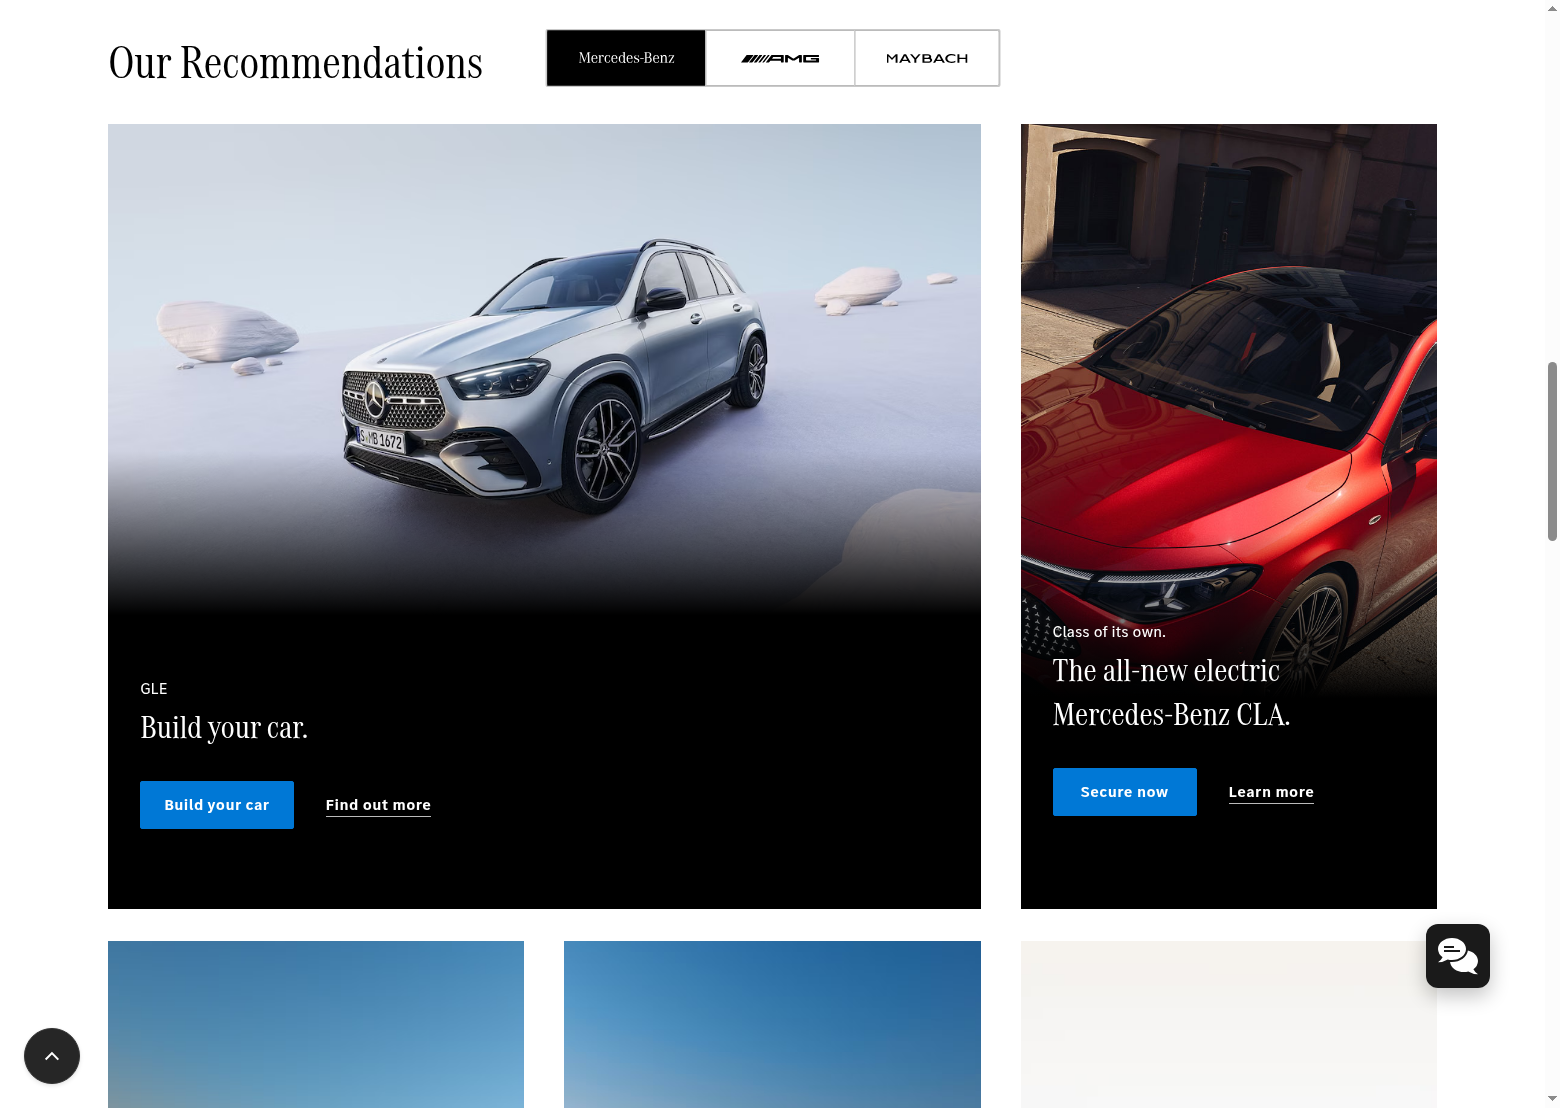 Our Recommendations
Mercedes-Benz
AMG
MAYBACH
S MB 1672
GLE
Build your car.
Build your car
Find out more
Class of its own.
The all-new electric
Mercedes-Benz CLA.
Secure now
Learn more